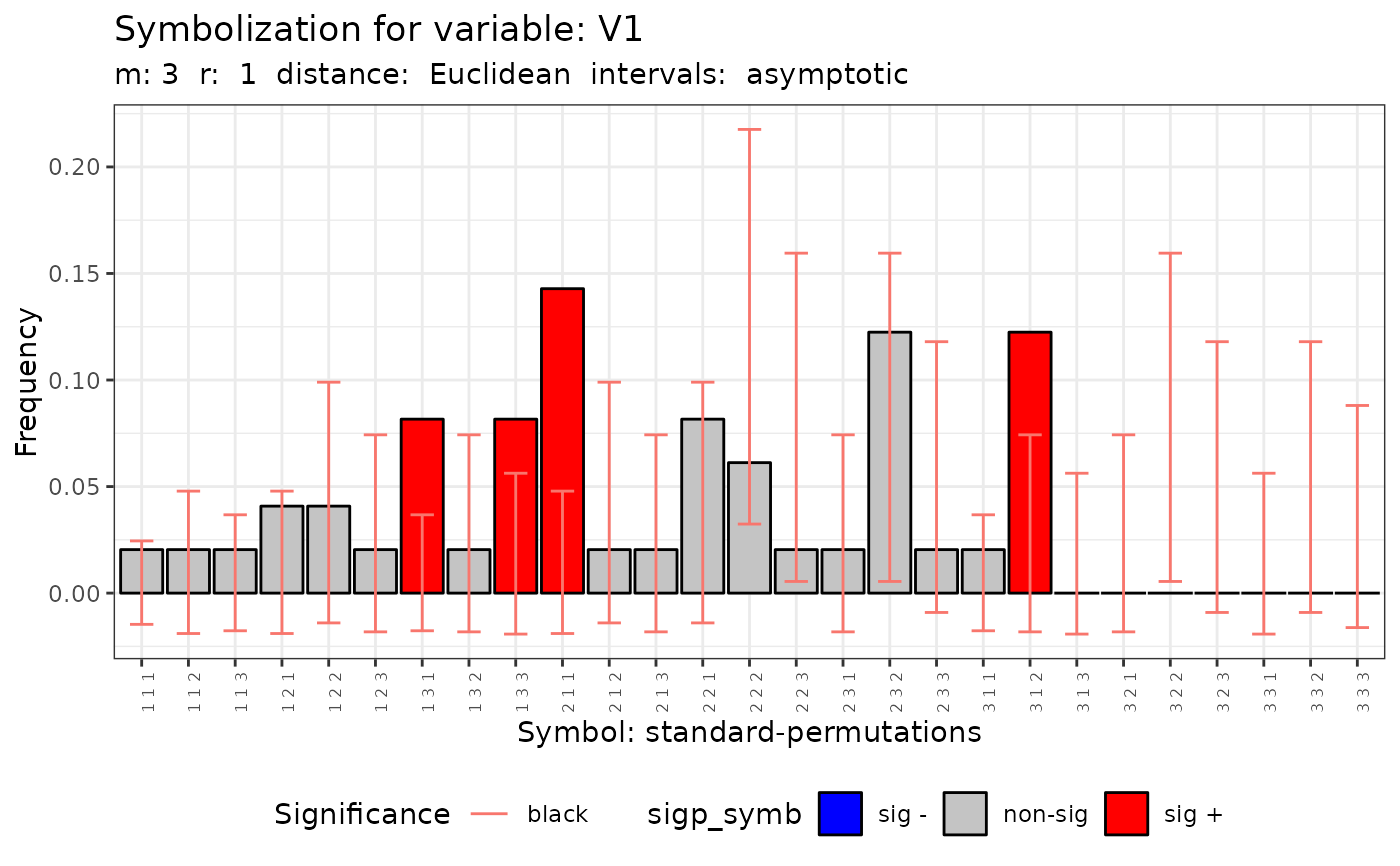 Symbolization for variable: V1
m: 3 r: 1 distance: Euclidean intervals: asymptotic
Frequency
0.20
0.15
0.10
0.05
0.00
1 1 1
1 1 2
1 1 3
1 2 1
1 2 2
1 2 3
1 3 1
1 3 2
1 3 3
2 1 1
2 1 2
2 1 3
2 2 1
2 2 2
2 2 3
2 3 1
2 3 2
2 3 3
3 1 1
3 1 2
3 1 3
3 2 1
3 2 2
3 2 3
3 3 1
3 3 2
3 3 3
Symbol: standard-permutations
Significance black sigp_symb sig - non-sig sig +